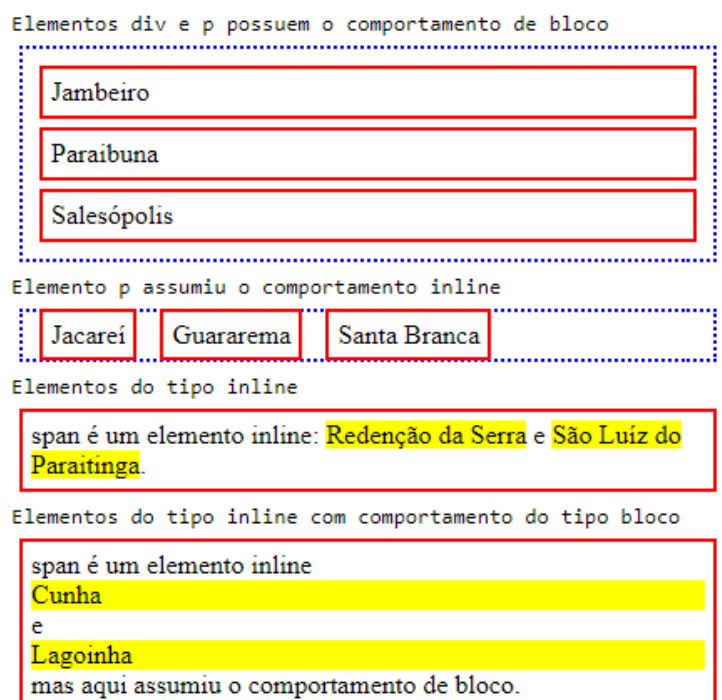 Elementos div e p possuem o comportamento de bloco
Jambeiro
Paraibuna
Salesópolis
Elemento p assumiu o comportamento inline
Jacareí Guararema Santa Branca
Elementos do tipo inline
span é um elemento inline: Redenção da Serra e São Luíz do
Paraitinga.
Elementos do tipo inline com comportamento do tipo bloco
span é um elemento inline
Cunha
e
Lagoinha
mas aqui assumiu o comportamento de bloco.